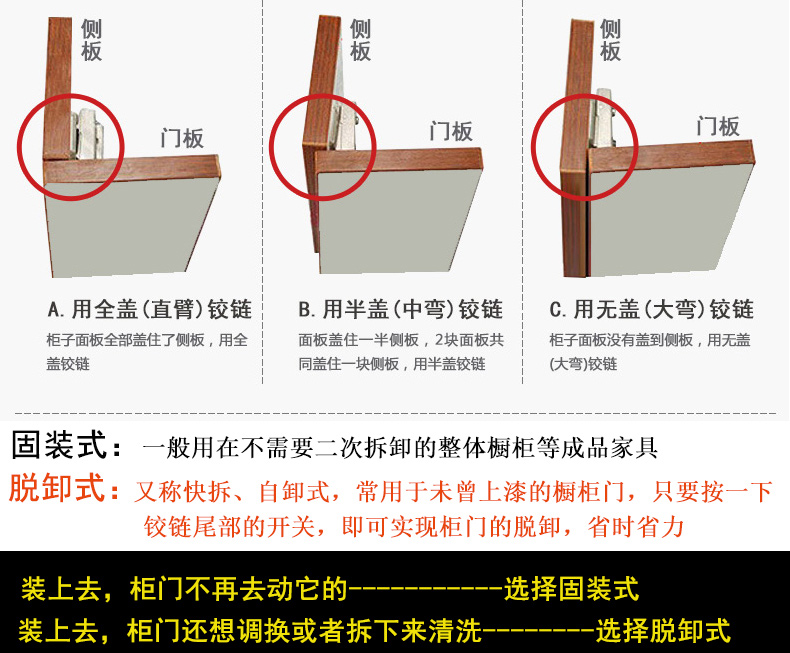 侧板
门板
侧板
门板
侧板
门板
A.用全盖(直臂)铰链
柜子面板全部盖住了侧板，用全
盖铰链
B.用半盖(中弯)铰链
面板盖住一半侧板，2块面板共
同盖住一块侧板，用半盖铰链
C.用无盖(大弯)铰链
柜子面板没有盖到侧板，用无盖
(大弯)铰链
固装式：一般用在不需要二次拆卸的整体橱柜等成品家具
脱卸式：又称快拆、自卸式，常用于未曾上漆的橱柜门，只要按一下
铰链尾部的开关，即可实现柜门的脱卸，省时省力
装上去，柜门不再去动它的-----------选择固装式
装上去，柜门还想调换或者拆下来清洗--------选择脱卸式